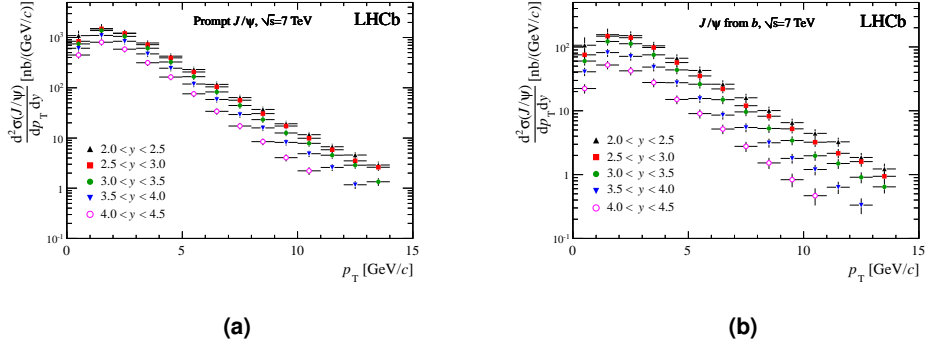 Prompt J/ψ, √s=7 TeV LHCb
d²σ(J/ψ)/dp_T dy [nb/(GeV/c)]
10³
10²
10
1
10⁻¹
2.0 < y < 2.5
2.5 < y < 3.0
3.0 < y < 3.5
3.5 < y < 4.0
4.0 < y < 4.5
0 5 10 15
p_T [GeV/c]
(a)
J/ψ from b, √s=7 TeV LHCb
d²σ(J/ψ)/dp_T dy [nb/(GeV/c)]
10²
10
1
10⁻¹
2.0 < y < 2.5
2.5 < y < 3.0
3.0 < y < 3.5
3.5 < y < 4.0
4.0 < y < 4.5
0 5 10 15
p_T [GeV/c]
(b)